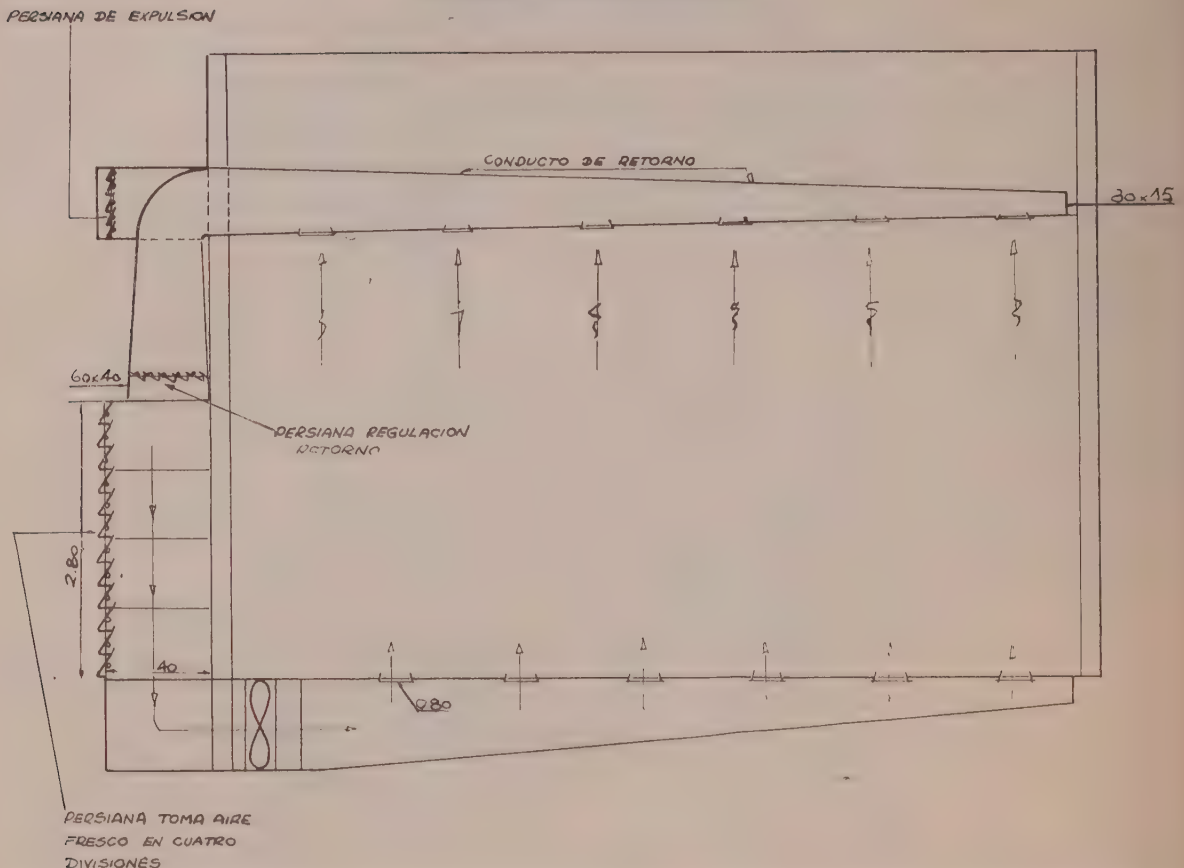 PERSIANA DE EXPULSION
CONDUCTO DE RETORNO
30x15
60x40
PERSIANA REGULACION
RETORNO
2.80
40
Ø80
PERSIANA TOMA AIRE
FRESCO EN CUATRO
DIVISIONES